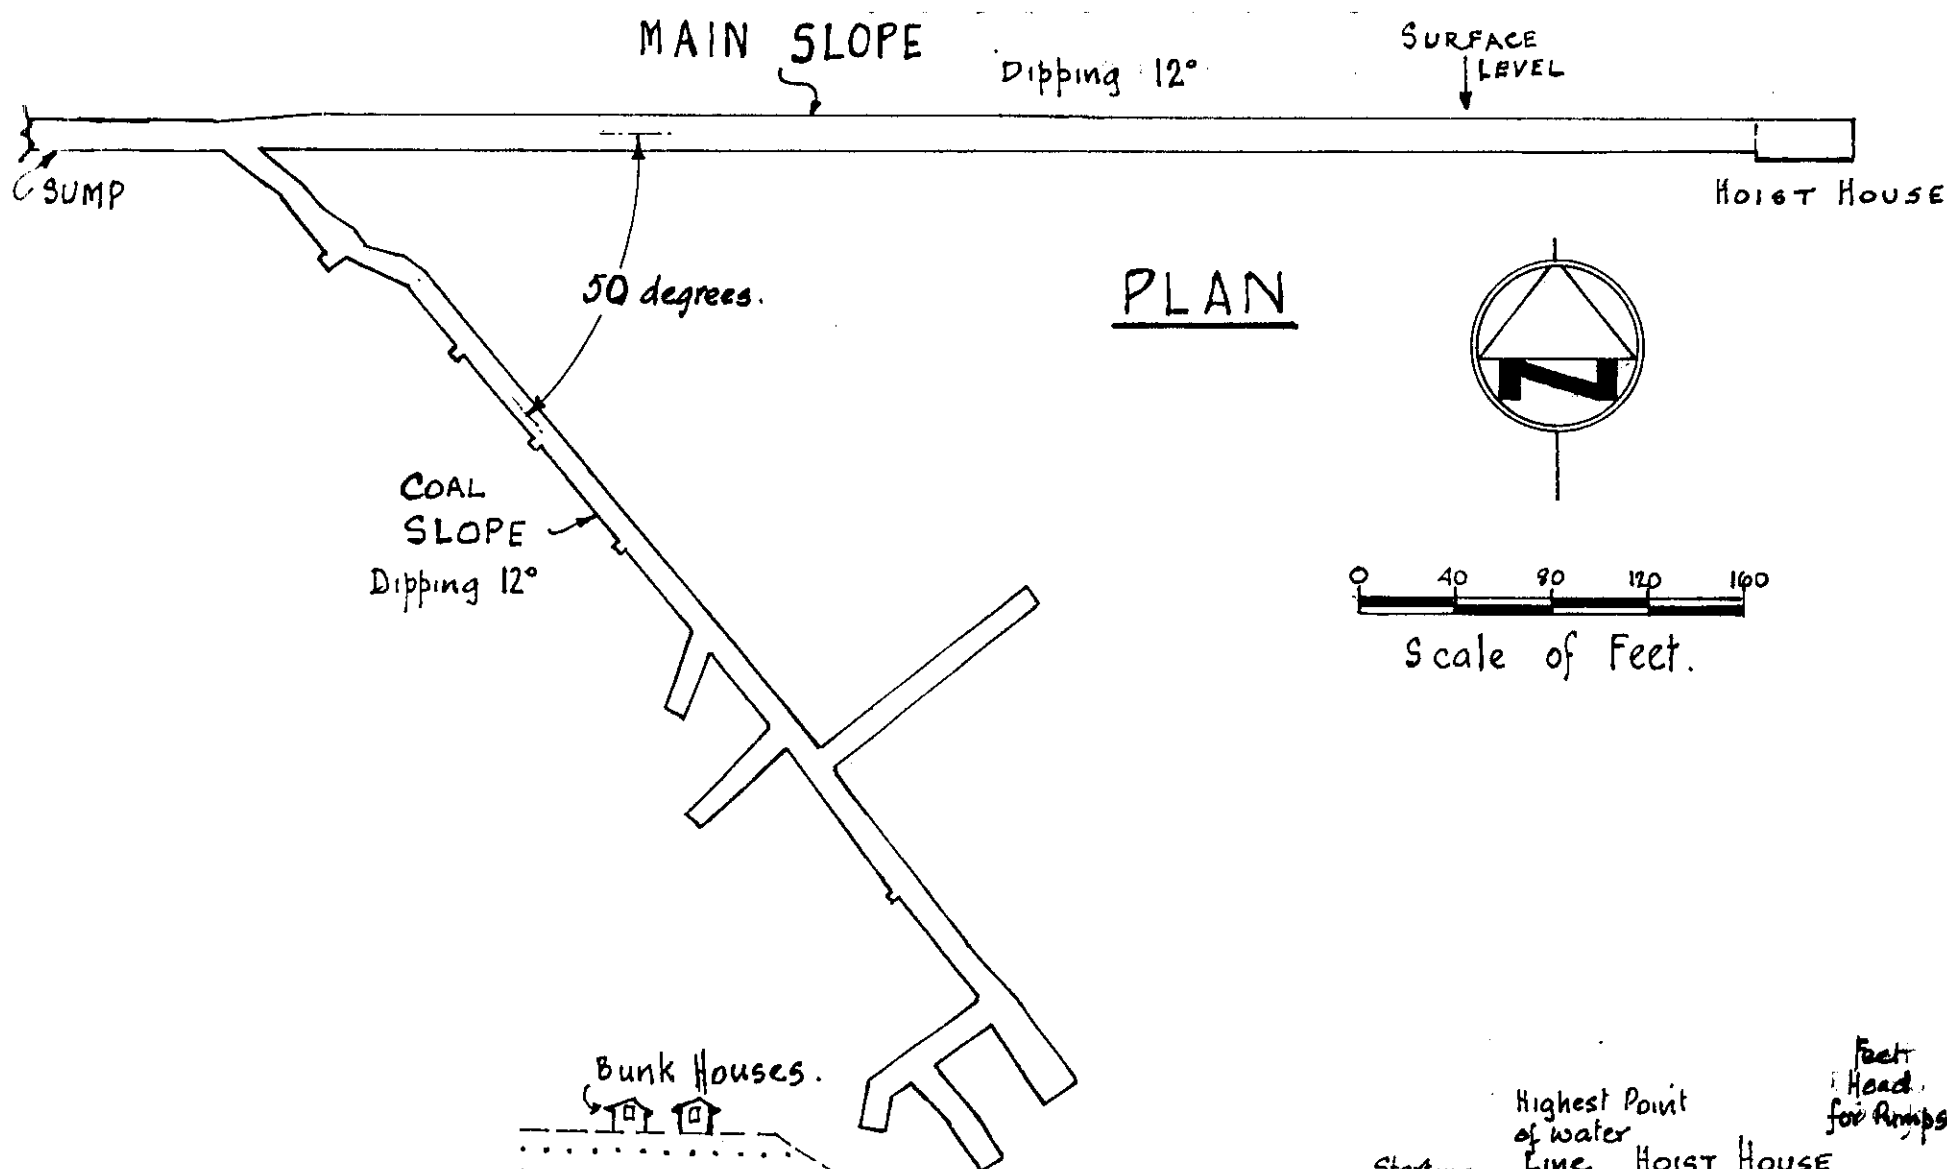 MAIN SLOPE
Dipping 12°
SURFACE
LEVEL
SUMP
HOIST HOUSE
50 degrees.
PLAN
N
COAL
SLOPE
Dipping 12°
0 40 80 120 160
Scale of Feet.
Bunk Houses.
Feet
Head
for Pumps
Highest Point
of water
Line HOIST HOUSE